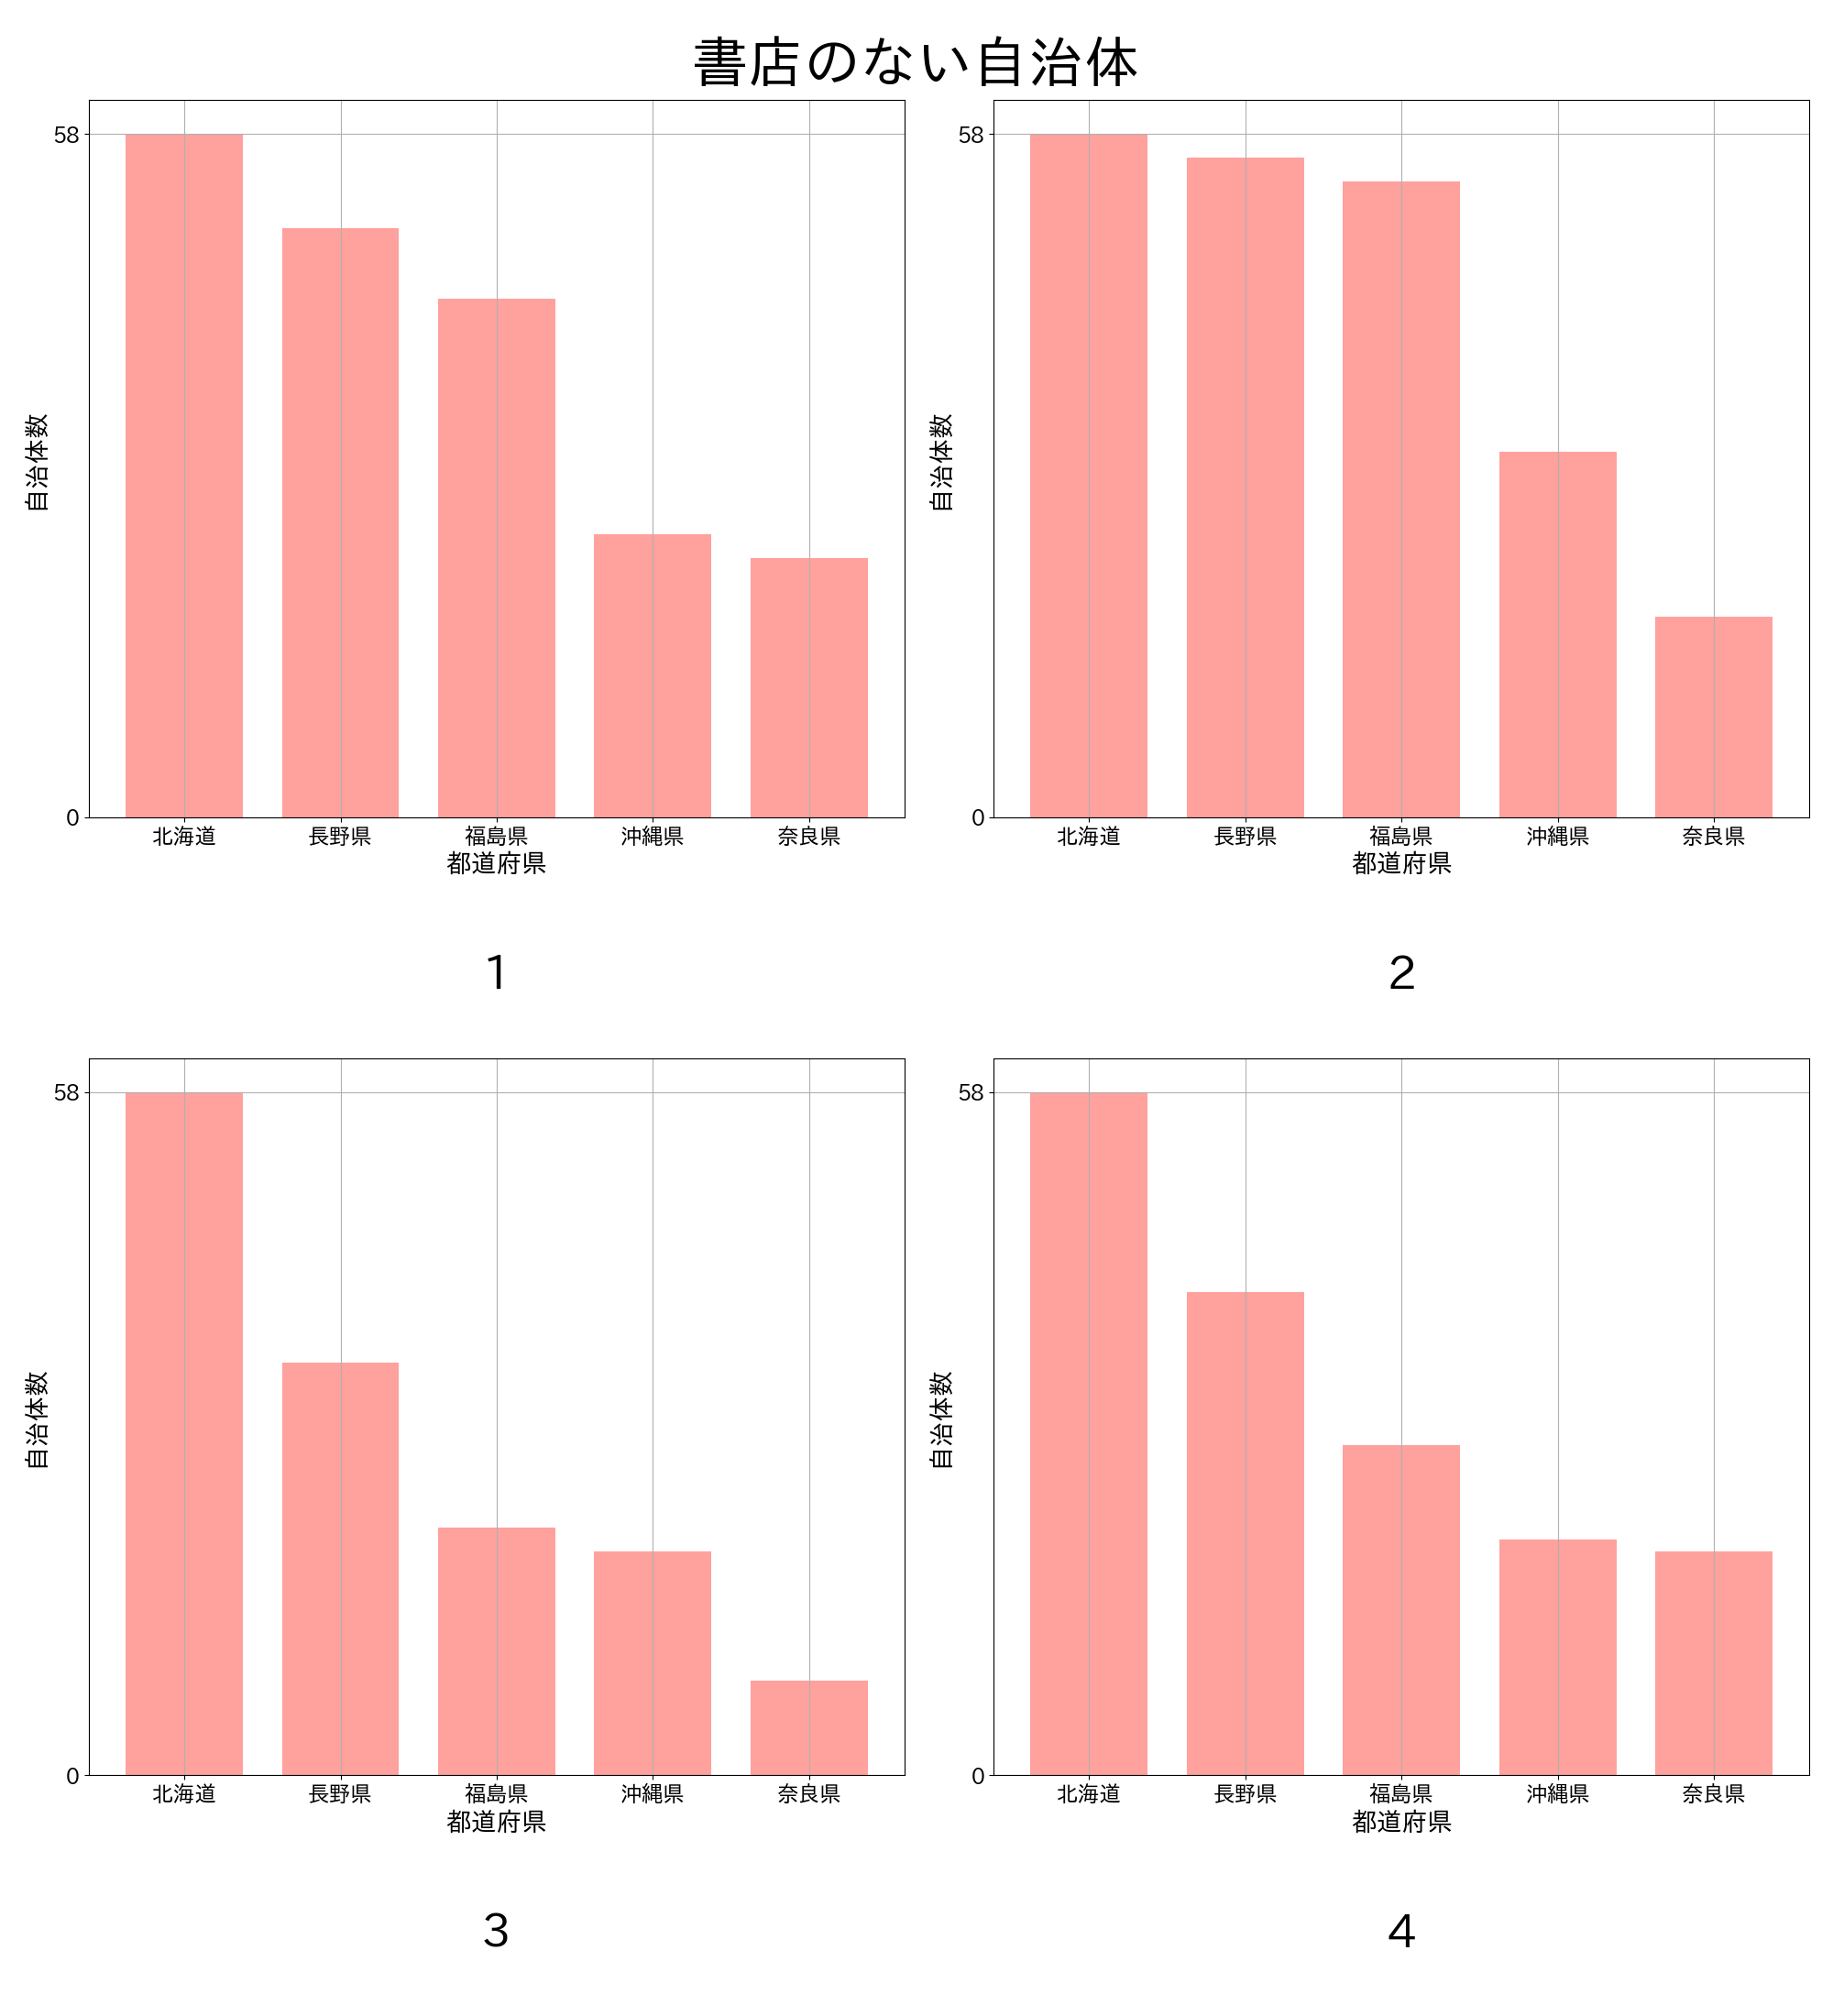 書店のない自治体
58
0
自治体数
北海道 長野県 福島県 沖縄県 奈良県
都道府県
1
58
0
自治体数
北海道 長野県 福島県 沖縄県 奈良県
都道府県
2
58
0
自治体数
北海道 長野県 福島県 沖縄県 奈良県
都道府県
3
58
0
自治体数
北海道 長野県 福島県 沖縄県 奈良県
都道府県
4